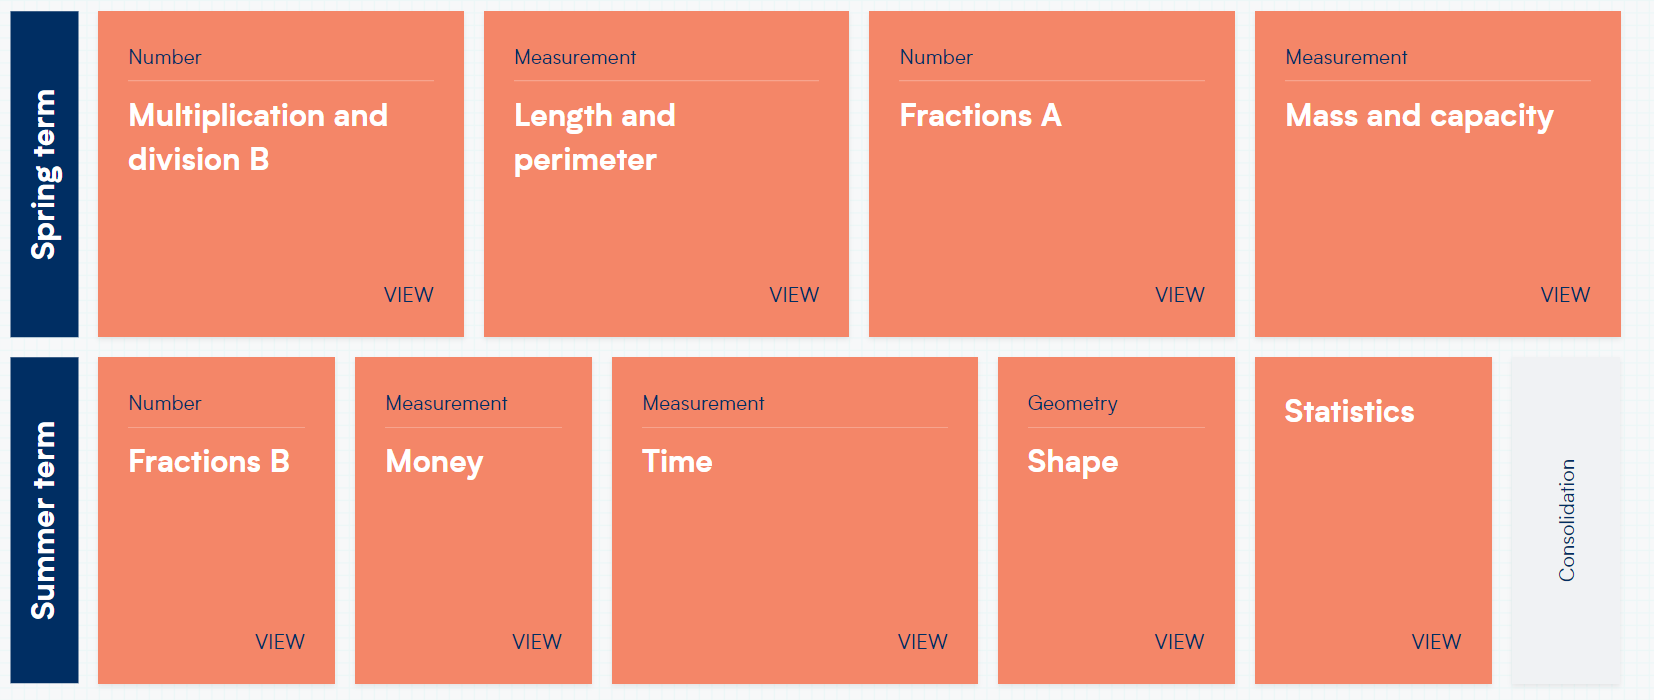 Spring term
Number
Multiplication and
division B
VIEW
Measurement
Length and
perimeter
VIEW
Number
Fractions A
VIEW
Measurement
Mass and capacity
VIEW
Summer term
Number
Fractions B
VIEW
Measurement
Money
VIEW
Measurement
Time
VIEW
Geometry
Shape
VIEW
Statistics
VIEW
Consolidation